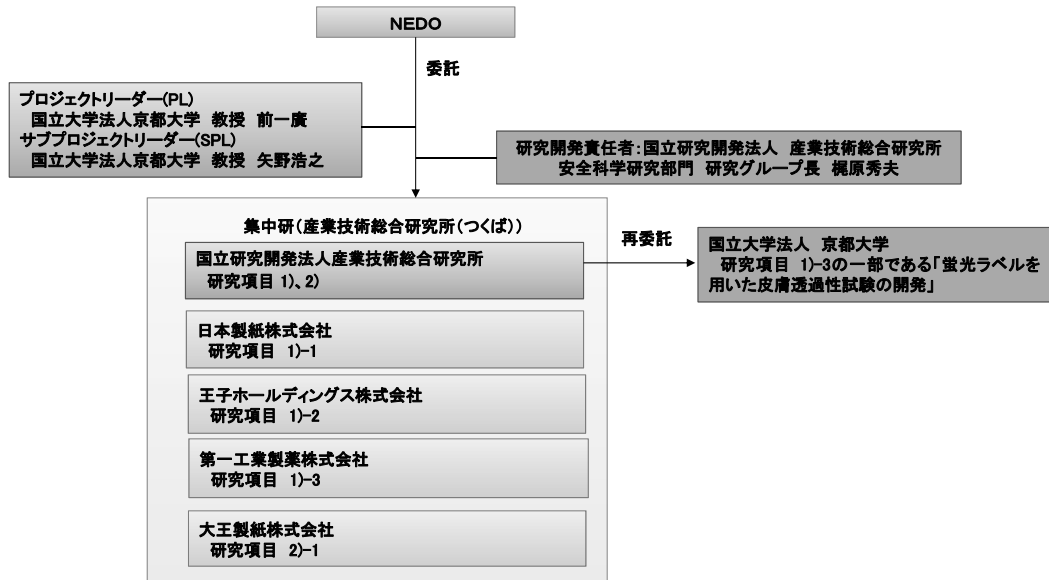 NEDO
委託
プロジェクトリーダー(PL)
国立大学法人京都大学 教授 前一廣
サブプロジェクトリーダー(SPL)
国立大学法人京都大学 教授 矢野浩之
研究開発責任者:国立研究開発法人 産業技術総合研究所
安全科学研究部門 研究グループ長 梶原秀夫
集中研(産業技術総合研究所(つくば))
国立研究開発法人産業技術総合研究所
研究項目 1)、2)
再委託
国立大学法人 京都大学
研究項目 1)-3の一部である「蛍光ラベルを
用いた皮膚透過性試験の開発」
日本製紙株式会社
研究項目 1)-1
王子ホールディングス株式会社
研究項目 1)-2
第一工業製薬株式会社
研究項目 1)-3
大王製紙株式会社
研究項目 2)-1